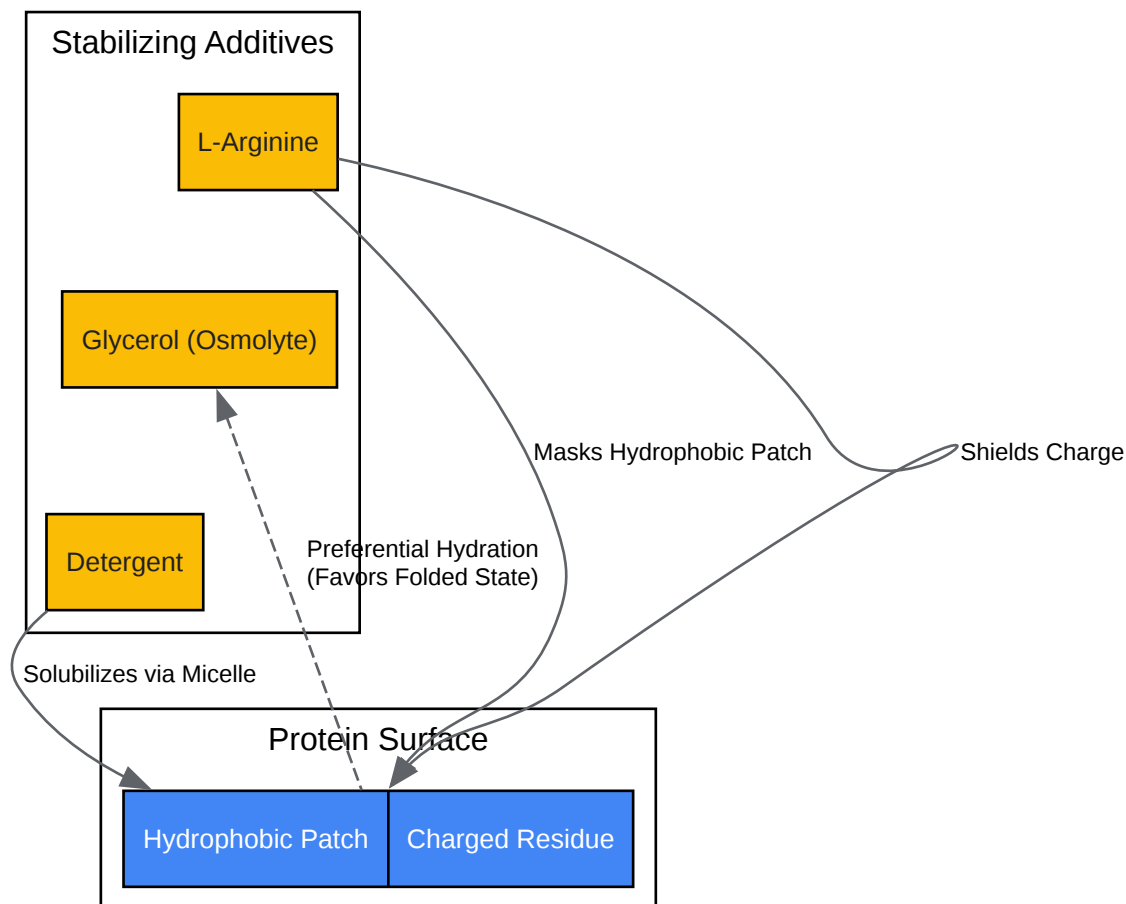 Stabilizing Additives
L-Arginine
Glycerol (Osmolyte)
Masks Hydrophobic Patch
Shields Charge
Detergent
Preferential Hydration
(Favors Folded State)
Solubilizes via Micelle
Protein Surface
Hydrophobic Patch
Charged Residue